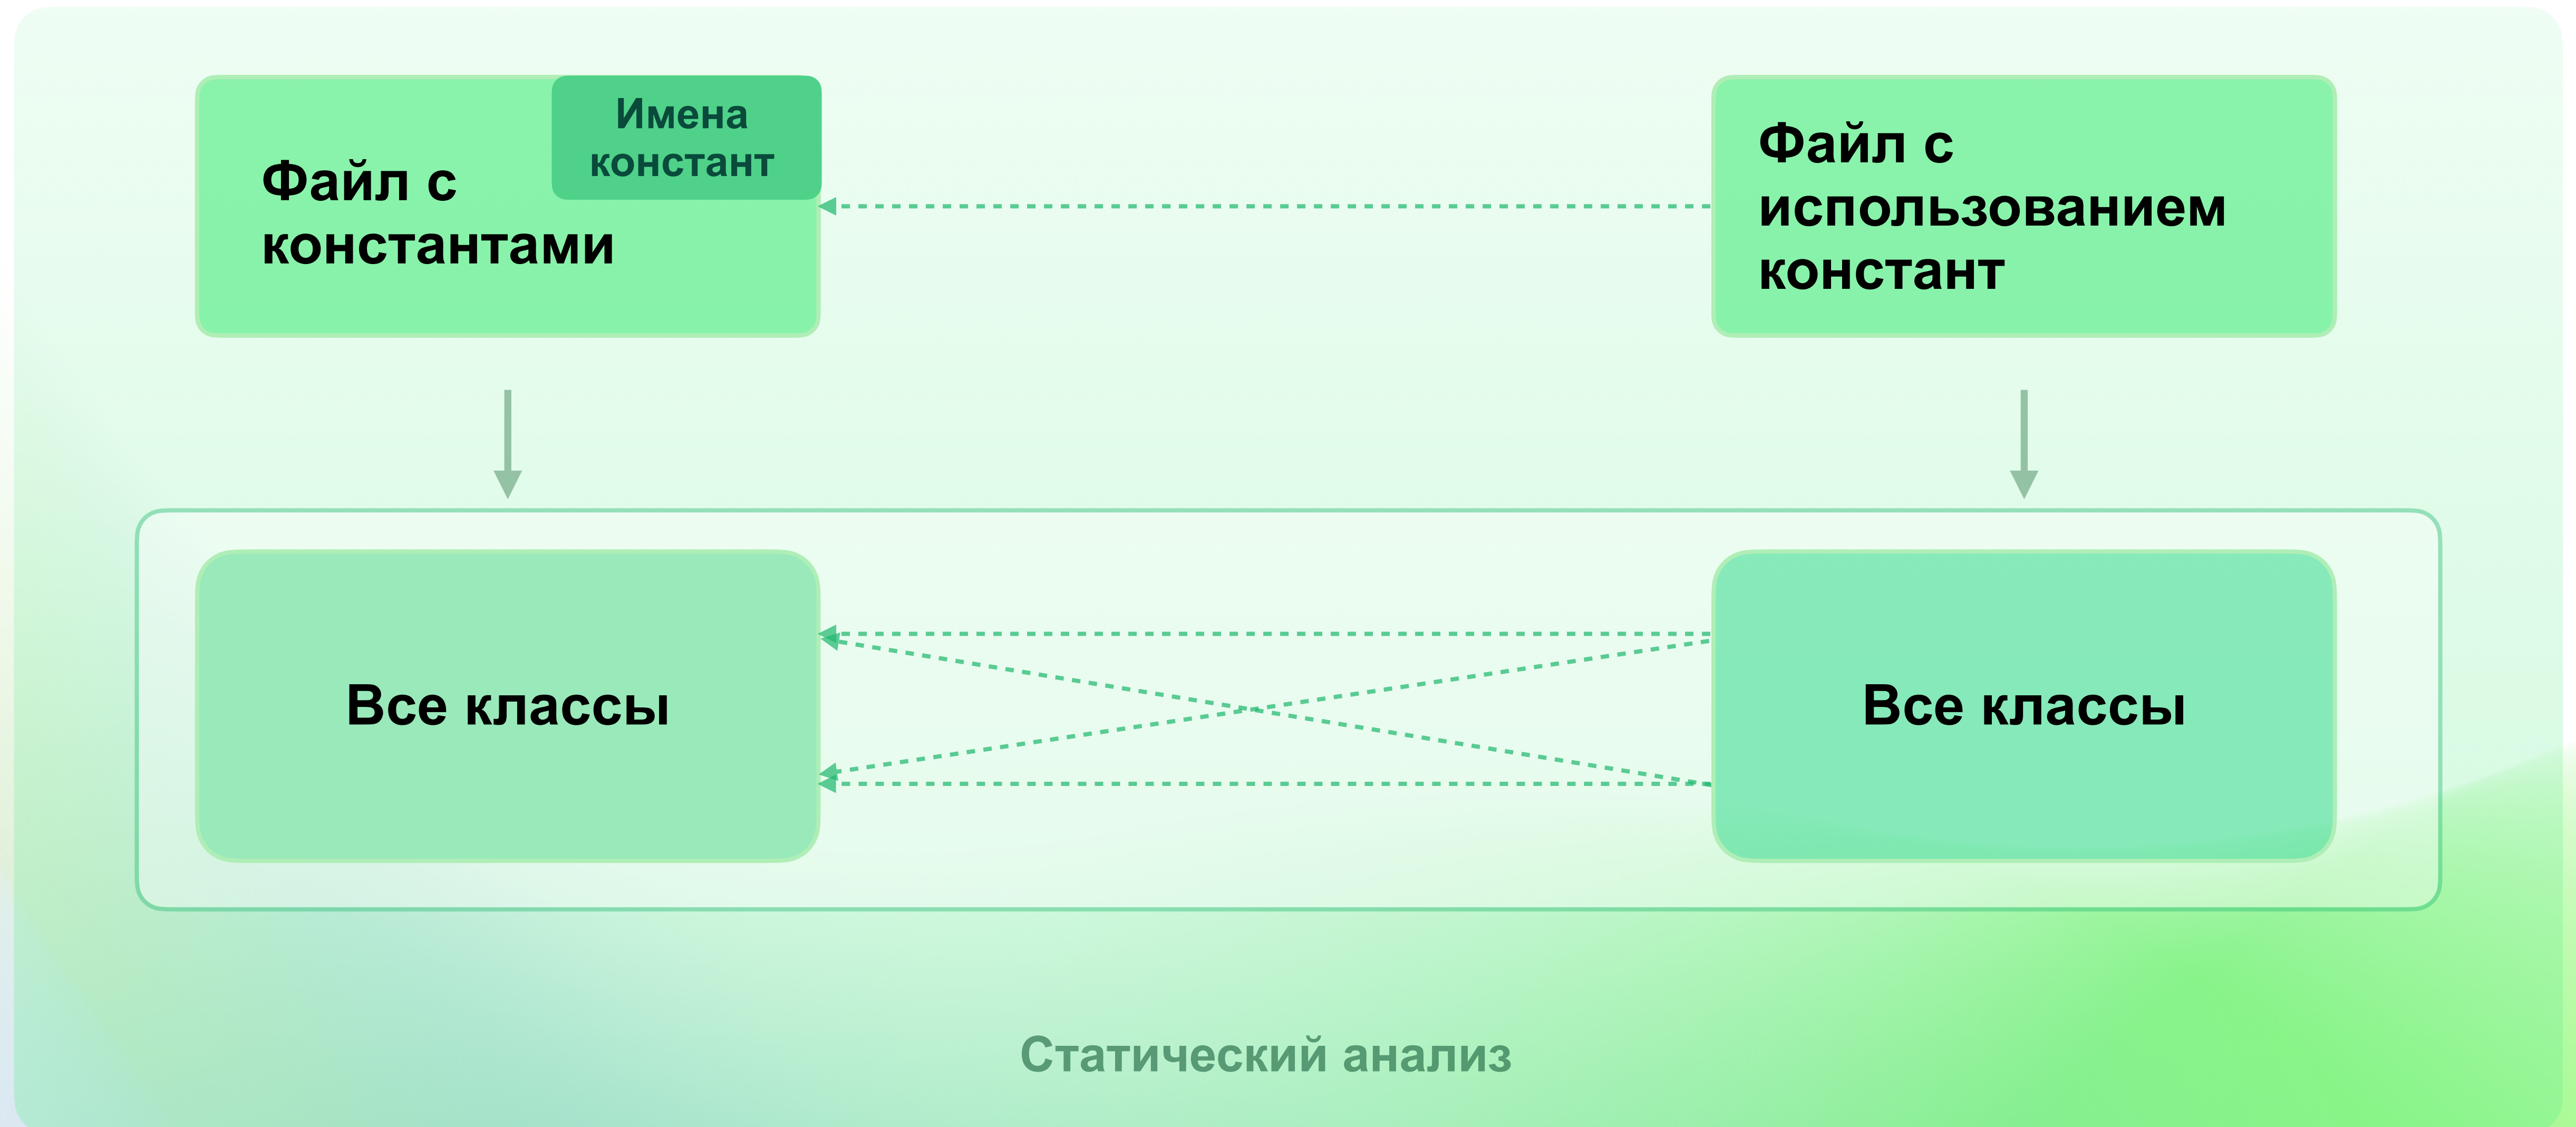 Имена
констант
Файл с
константами
Файл с
использованием
констант
Все классы
Все классы
Статический анализ